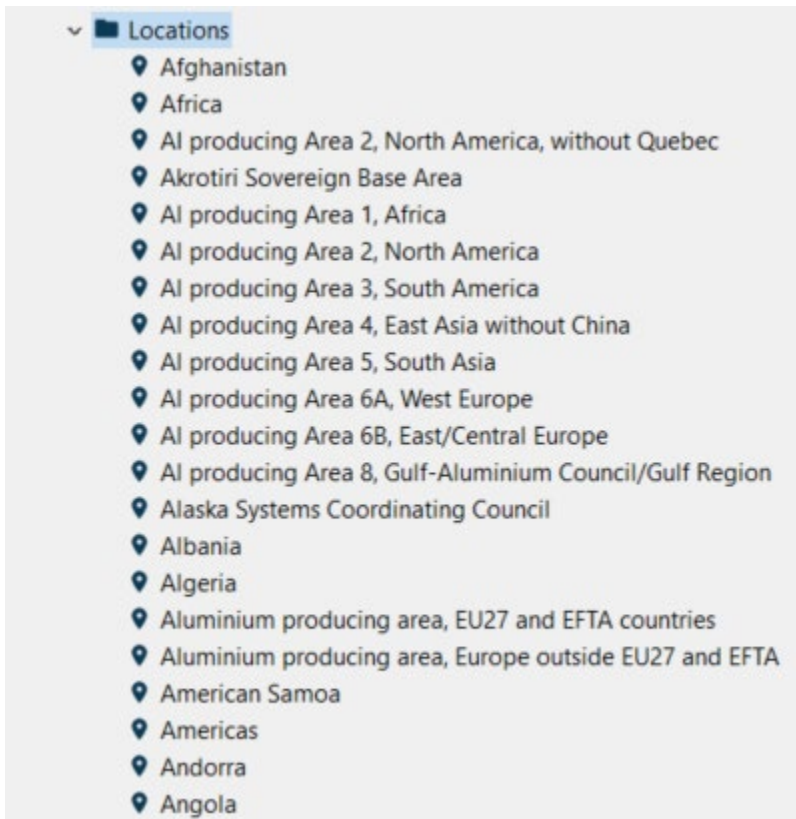 Locations
Afghanistan
Africa
Al producing Area 2, North America, without Quebec
Akrotiri Sovereign Base Area
Al producing Area 1, Africa
Al producing Area 2, North America
Al producing Area 3, South America
Al producing Area 4, East Asia without China
Al producing Area 5, South Asia
Al producing Area 6A, West Europe
Al producing Area 6B, East/Central Europe
Al producing Area 8, Gulf-Aluminium Council/Gulf Region
Alaska Systems Coordinating Council
Albania
Algeria
Aluminium producing area, EU27 and EFTA countries
Aluminium producing area, Europe outside EU27 and EFTA
American Samoa
Americas
Andorra
Angola